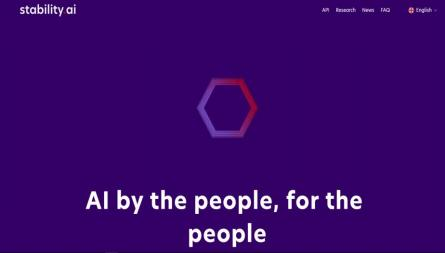 stability ai
API Research News FAQ English
AI by the people, for the
people